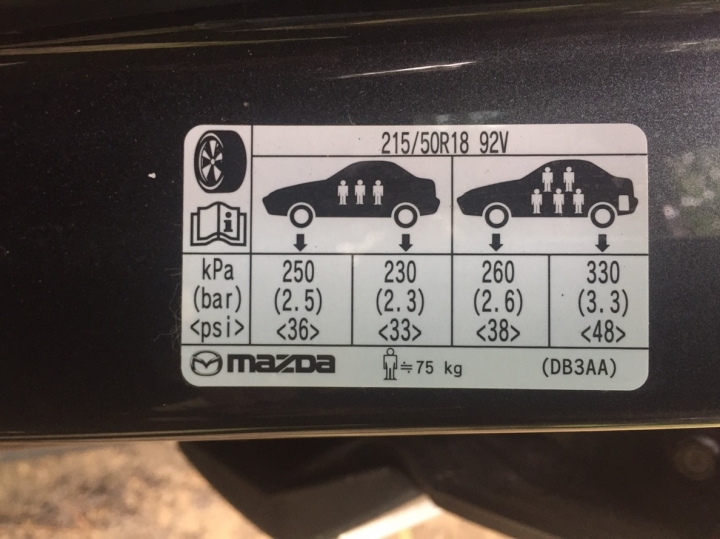 215/50R18 92V
kPa 250 230 260 330
(bar) (2.5) (2.3) (2.6) (3.3)
<psi> <36> <33> <38> <48>
mazda ≒75 kg (DB3AA)